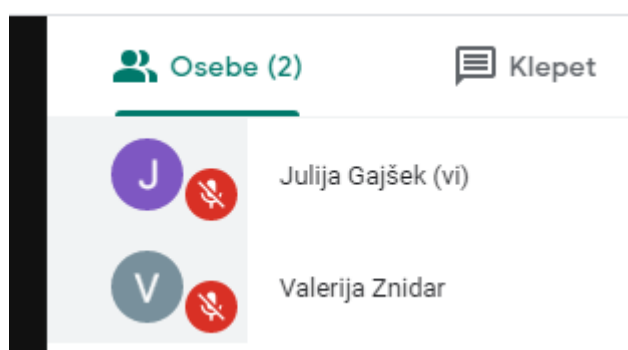 Osebe (2) Klepet
J Julija Gajšek (vi)
V Valerija Znidar